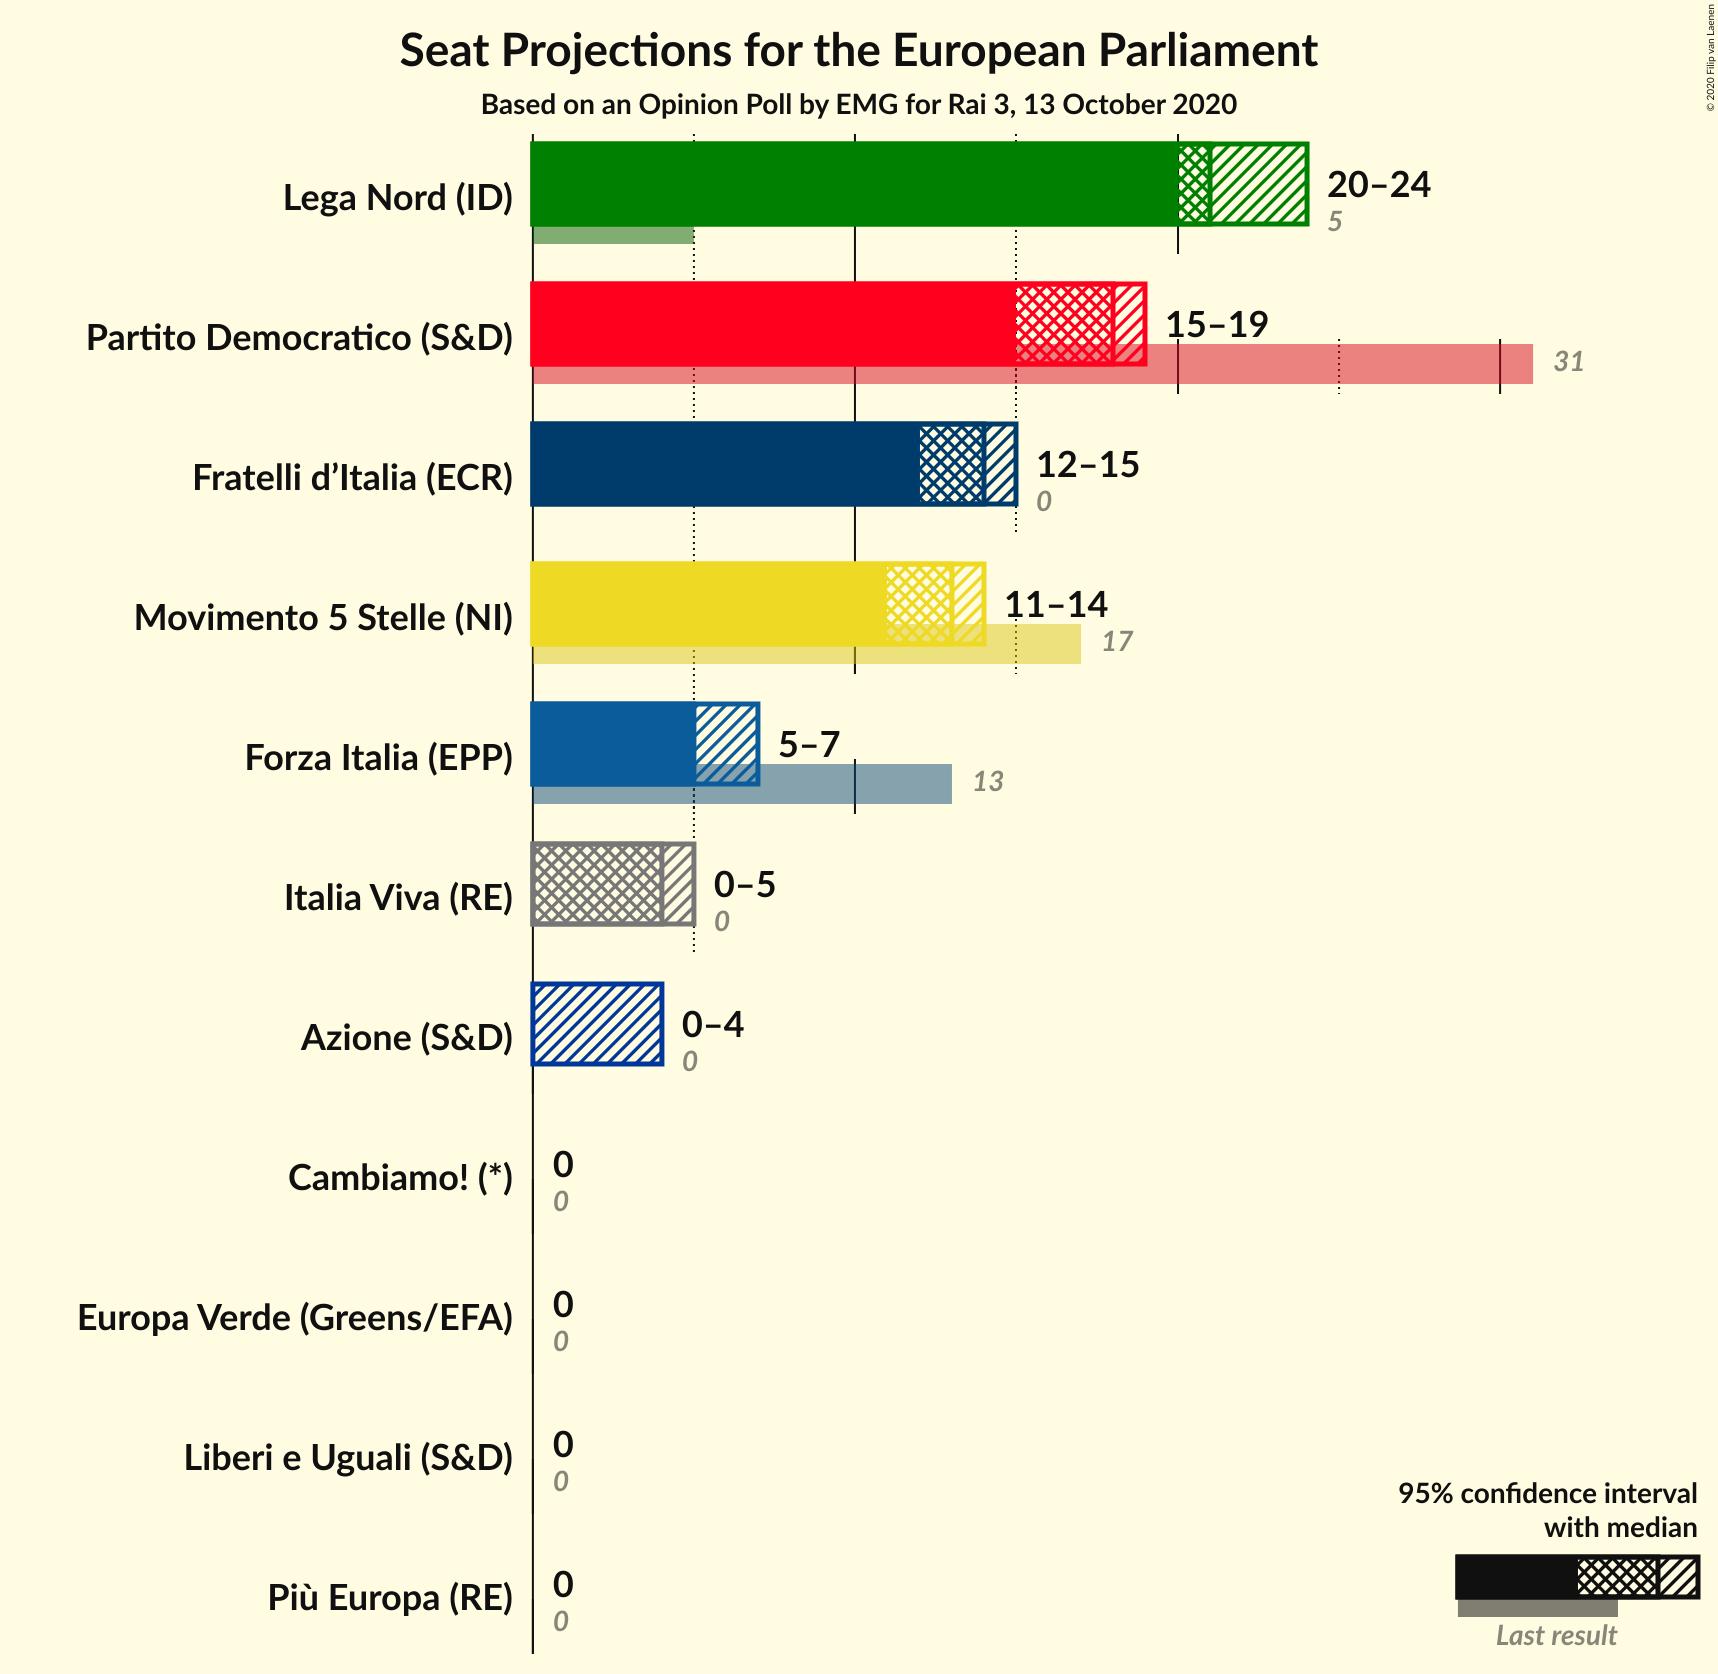 Seat Projections for the European Parliament
Based on an Opinion Poll by EMG for Rai 3, 13 October 2020
© 2020 Filip van Laenen
Lega Nord (ID)
20–24
5
Partito Democratico (S&D)
15–19
31
Fratelli d’Italia (ECR)
12–15
0
Movimento 5 Stelle (NI)
11–14
17
Forza Italia (EPP)
5–7
13
Italia Viva (RE)
0–5
0
Azione (S&D)
0–4
0
Cambiamo! (*)
0
0
Europa Verde (Greens/EFA)
0
0
Liberi e Uguali (S&D)
0
0
Più Europa (RE)
0
0
95% confidence interval
with median
Last result